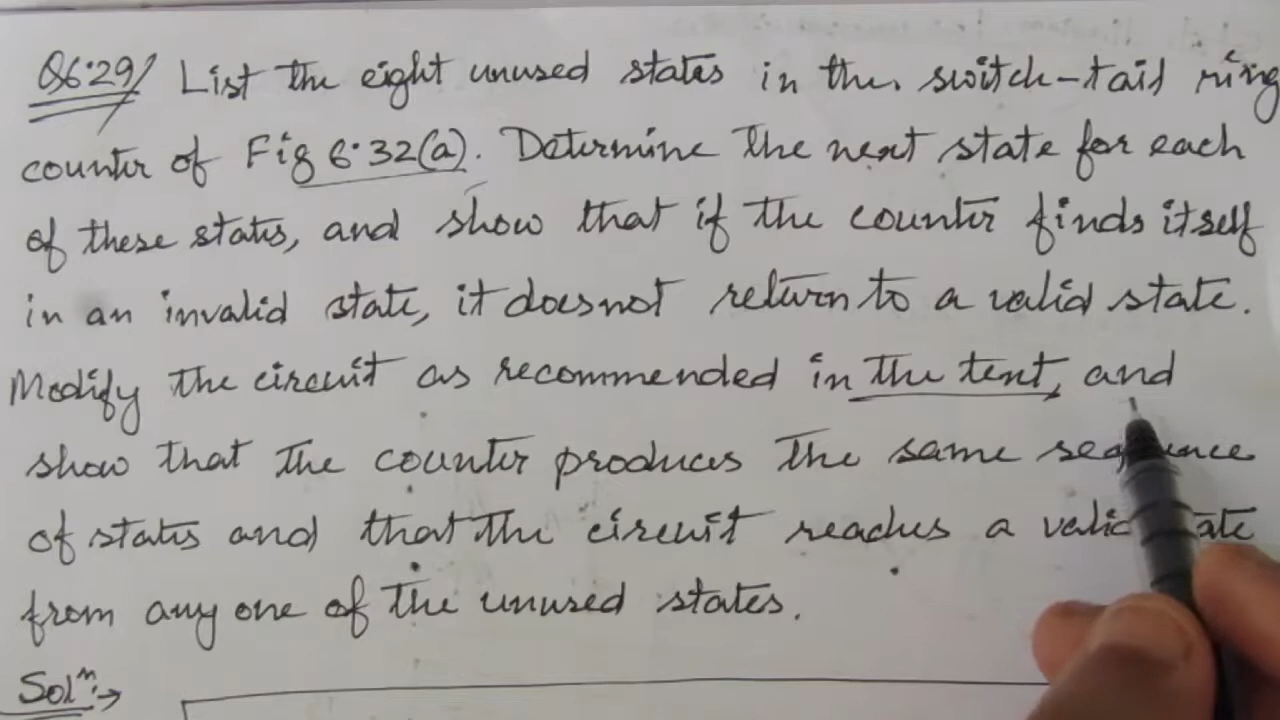 Q6.29/ List the eight unused states in the switch-tail ring
counter of Fig 6.32(a). Determine the next state for each
of these states, and show that if the counter finds itself
in an invalid state, it does not return to a valid state.
Modify the circuit as recommended in the text, and
show that the counter produces the same sequence
of states and that the circuit reaches a valid state
from any one of the unused states.
Solⁿ:→